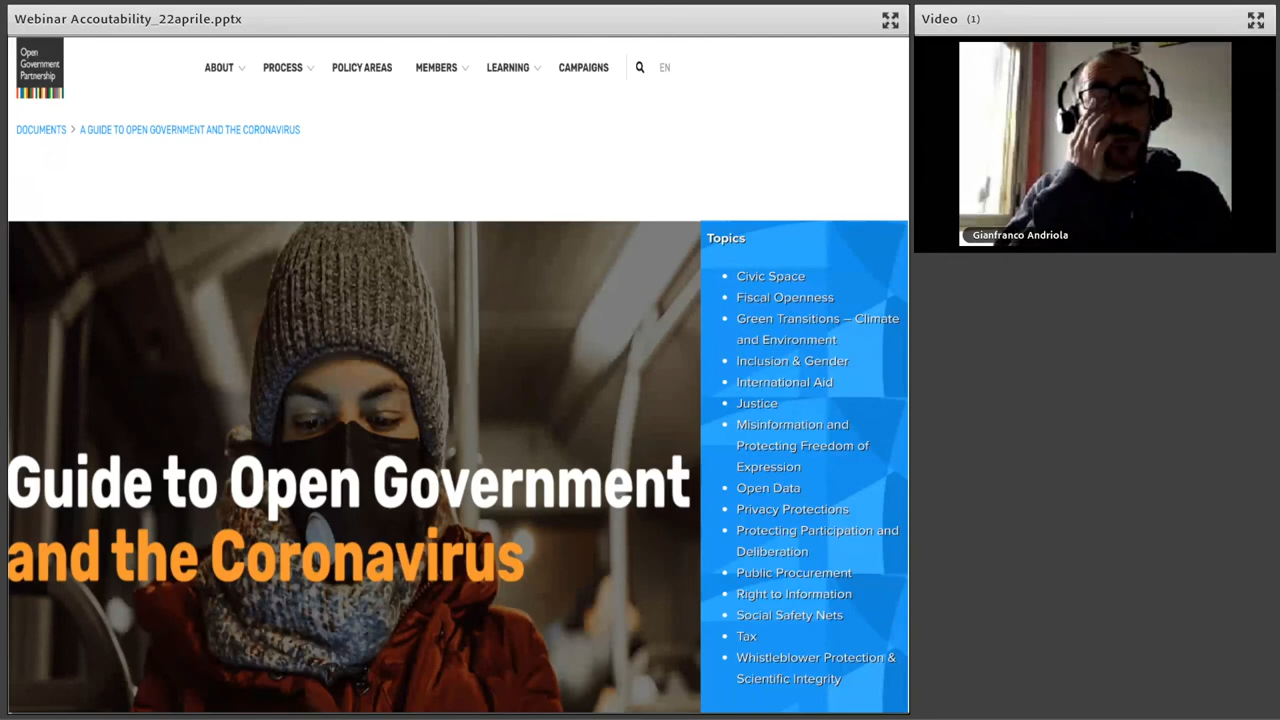 Webinar Accoutability_22aprile.pptx
Video (1)
Open
Government
Partnership
ABOUT PROCESS POLICY AREAS MEMBERS LEARNING CAMPAIGNS EN
DOCUMENTS > A GUIDE TO OPEN GOVERNMENT AND THE CORONAVIRUS
Gianfranco Andriola
Guide to Open Government
and the Coronavirus
Topics
Civic Space
Fiscal Openness
Green Transitions – Climate
and Environment
Inclusion & Gender
International Aid
Justice
Misinformation and
Protecting Freedom of
Expression
Open Data
Privacy Protections
Protecting Participation and
Deliberation
Public Procurement
Right to Information
Social Safety Nets
Tax
Whistleblower Protection &
Scientific Integrity